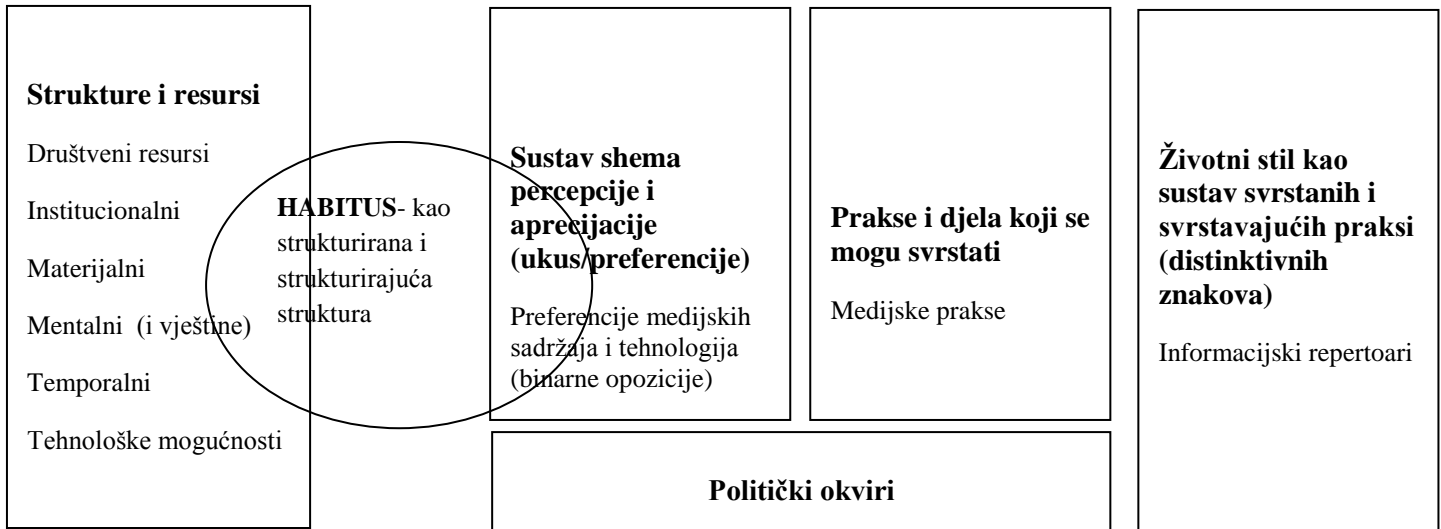 Strukture i resursi
Društveni resursi
Institucionalni
Materijalni
Mentalni (i vještine)
Temporalni
Tehnološke mogućnosti
HABITUS- kao
strukturirana i
strukturirajuća
struktura
Sustav shema
percepcije i
aprecijacije
(ukus/preferencije)
Preferencije medijskih
sadržaja i tehnologija
(binarne opozicije)
Prakse i djela koji se
mogu svrstati
Medijske prakse
Životni stil kao
sustav svrstanih i
svrstavajućih praksi
(distinktivnih
znakova)
Informacijski repertoari
Politički okviri